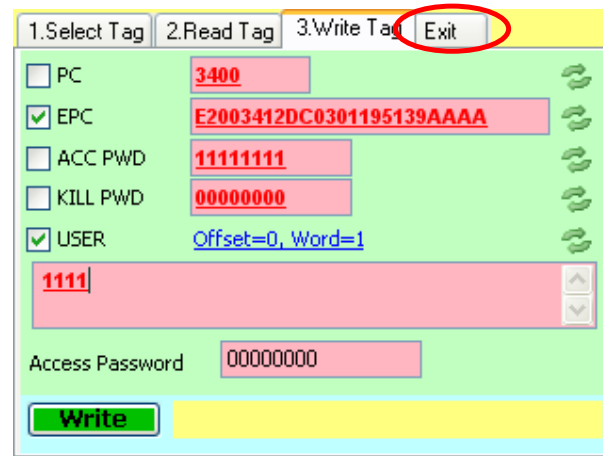 1.Select Tag 2.Read Tag 3.Write Tag Exit
PC 3400
EPC E2003412DC0301195139AAAA
ACC PWD 11111111
KILL PWD 00000000
USER Offset=0, Word=1
1111
Access Password 00000000
Write